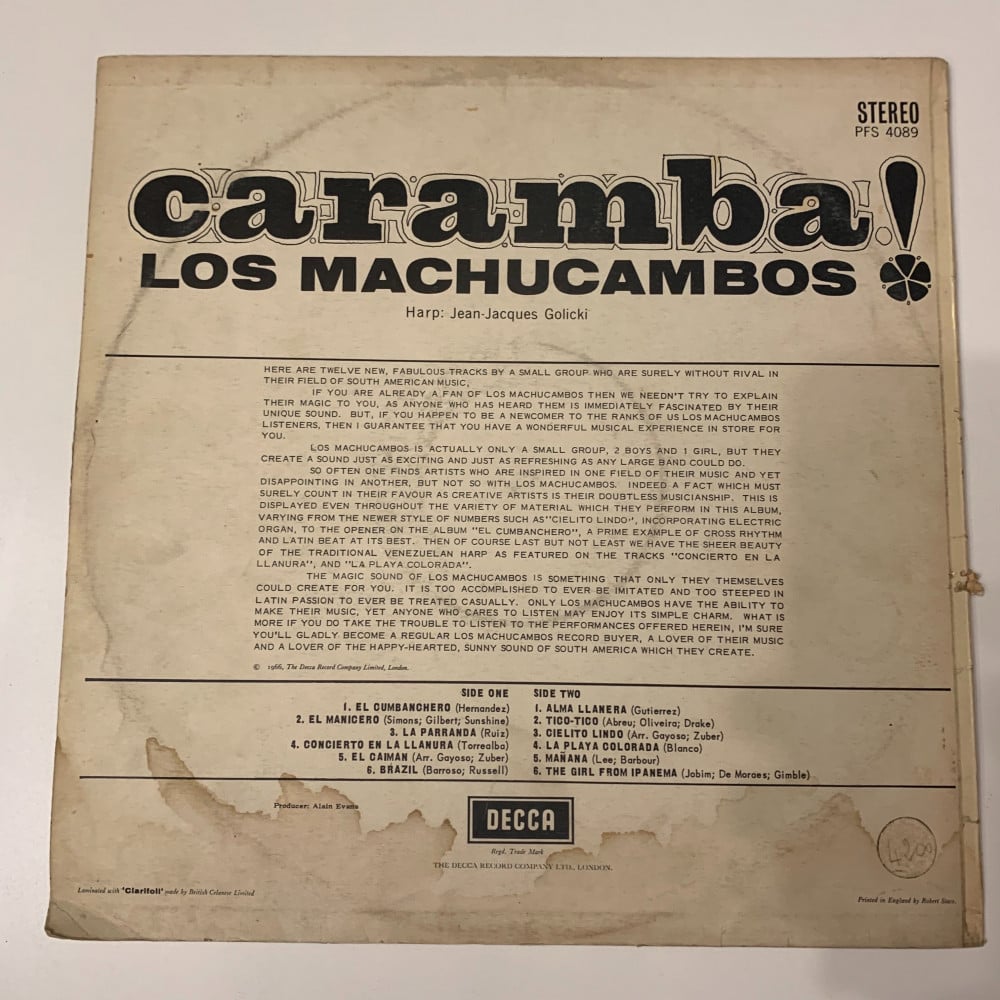 STEREO
PFS 4089
caramba!
LOS MACHUCAMBOS
Harp: Jean-Jacques Golicki
HERE ARE TWELVE NEW, FABULOUS TRACKS BY A SMALL GROUP WHO ARE SURELY WITHOUT RIVAL IN
THEIR FIELD OF SOUTH AMERICAN MUSIC,
IF YOU ARE ALREADY A FAN OF LOS MACHUCAMBOS THEN WE NEEDN'T TRY TO EXPLAIN
THEIR MAGIC TO YOU, AS ANYONE WHO HAS HEARD THEM IS IMMEDIATELY FASCINATED BY THEIR
UNIQUE SOUND. BUT, IF YOU HAPPEN TO BE A NEWCOMER TO THE RANKS OF US LOS MACHUCAMBOS
LISTENERS, THEN I GUARANTEE THAT YOU HAVE A WONDERFUL MUSICAL EXPERIENCE IN STORE FOR
YOU.
LOS MACHUCAMBOS IS ACTUALLY ONLY A SMALL GROUP, 2 BOYS AND 1 GIRL, BUT THEY
CREATE A SOUND JUST AS EXCITING AND JUST AS REFRESHING AS ANY LARGE BAND COULD DO.
SO OFTEN ONE FINDS ARTISTS WHO ARE INSPIRED IN ONE FIELD OF THEIR MUSIC AND YET
DISAPPOINTING IN ANOTHER, BUT NOT SO WITH LOS MACHUCAMBOS. INDEED A FACT WHICH MUST
SURELY COUNT IN THEIR FAVOUR AS CREATIVE ARTISTS IS THEIR DOUBTLESS MUSICIANSHIP. THIS IS
DISPLAYED EVEN THROUGHOUT THE VARIETY OF MATERIAL WHICH THEY PERFORM IN THIS ALBUM,
VARYING FROM THE NEWER STYLE OF NUMBERS SUCH AS "CIELITO LINDO", INCORPORATING ELECTRIC
ORGAN, TO THE OPENER ON THE ALBUM "EL CUMBANCHERO", A PRIME EXAMPLE OF CROSS RHYTHM
AND LATIN BEAT AT ITS BEST. THEN OF COURSE LAST BUT NOT LEAST WE HAVE THE SHEER BEAUTY
OF THE TRADITIONAL VENEZUELAN HARP AS FEATURED ON THE TRACKS "CONCIERTO EN LA
LLANURA", AND "LA PLAYA COLORADA".
THE MAGIC SOUND OF LOS MACHUCAMBOS IS SOMETHING THAT ONLY THEY THEMSELVES
COULD CREATE FOR YOU. IT IS TOO ACCOMPLISHED TO EVER BE IMITATED AND TOO STEEPED IN
LATIN PASSION TO EVER BE TREATED CASUALLY. ONLY LOS MACHUCAMBOS HAVE THE ABILITY TO
MAKE THEIR MUSIC, YET ANYONE WHO CARES TO LISTEN MAY ENJOY ITS SIMPLE CHARM. WHAT IS
MORE IF YOU DO TAKE THE TROUBLE TO LISTEN TO THE PERFORMANCES OFFERED HEREIN, I'M SURE
YOU'LL GLADLY BECOME A REGULAR LOS MACHUCAMBOS RECORD BUYER, A LOVER OF THEIR MUSIC
AND A LOVER OF THE HAPPY-HEARTED, SUNNY SOUND OF SOUTH AMERICA WHICH THEY CREATE.
© 1966, The Decca Record Company Limited, London.
SIDE ONE
1. EL CUMBANCHERO (Hernandez)
2. EL MANICERO (Simons; Gilbert; Sunshine)
3. LA PARRANDA (Ruiz)
4. CONCIERTO EN LA LLANURA (Torrealba)
5. EL CAIMAN (Arr. Gayoso; Zuber)
6. BRAZIL (Barroso; Russell)
SIDE TWO
1. ALMA LLANERA (Gutierrez)
2. TICO-TICO (Abreu; Oliveira; Drake)
3. CIELITO LINDO (Arr. Gayoso; Zuber)
4. LA PLAYA COLORADA (Blanco)
5. MAÑANA (Lee; Barbour)
6. THE GIRL FROM IPANEMA (Jobim; De Moraes; Gimble)
Producer: Alain Evans
DECCA
Regd. Trade Mark
THE DECCA RECORD COMPANY LTD., LONDON.
Laminated with 'Clarifoil' made by British Celanese Limited
Printed in England by Robert Stace.